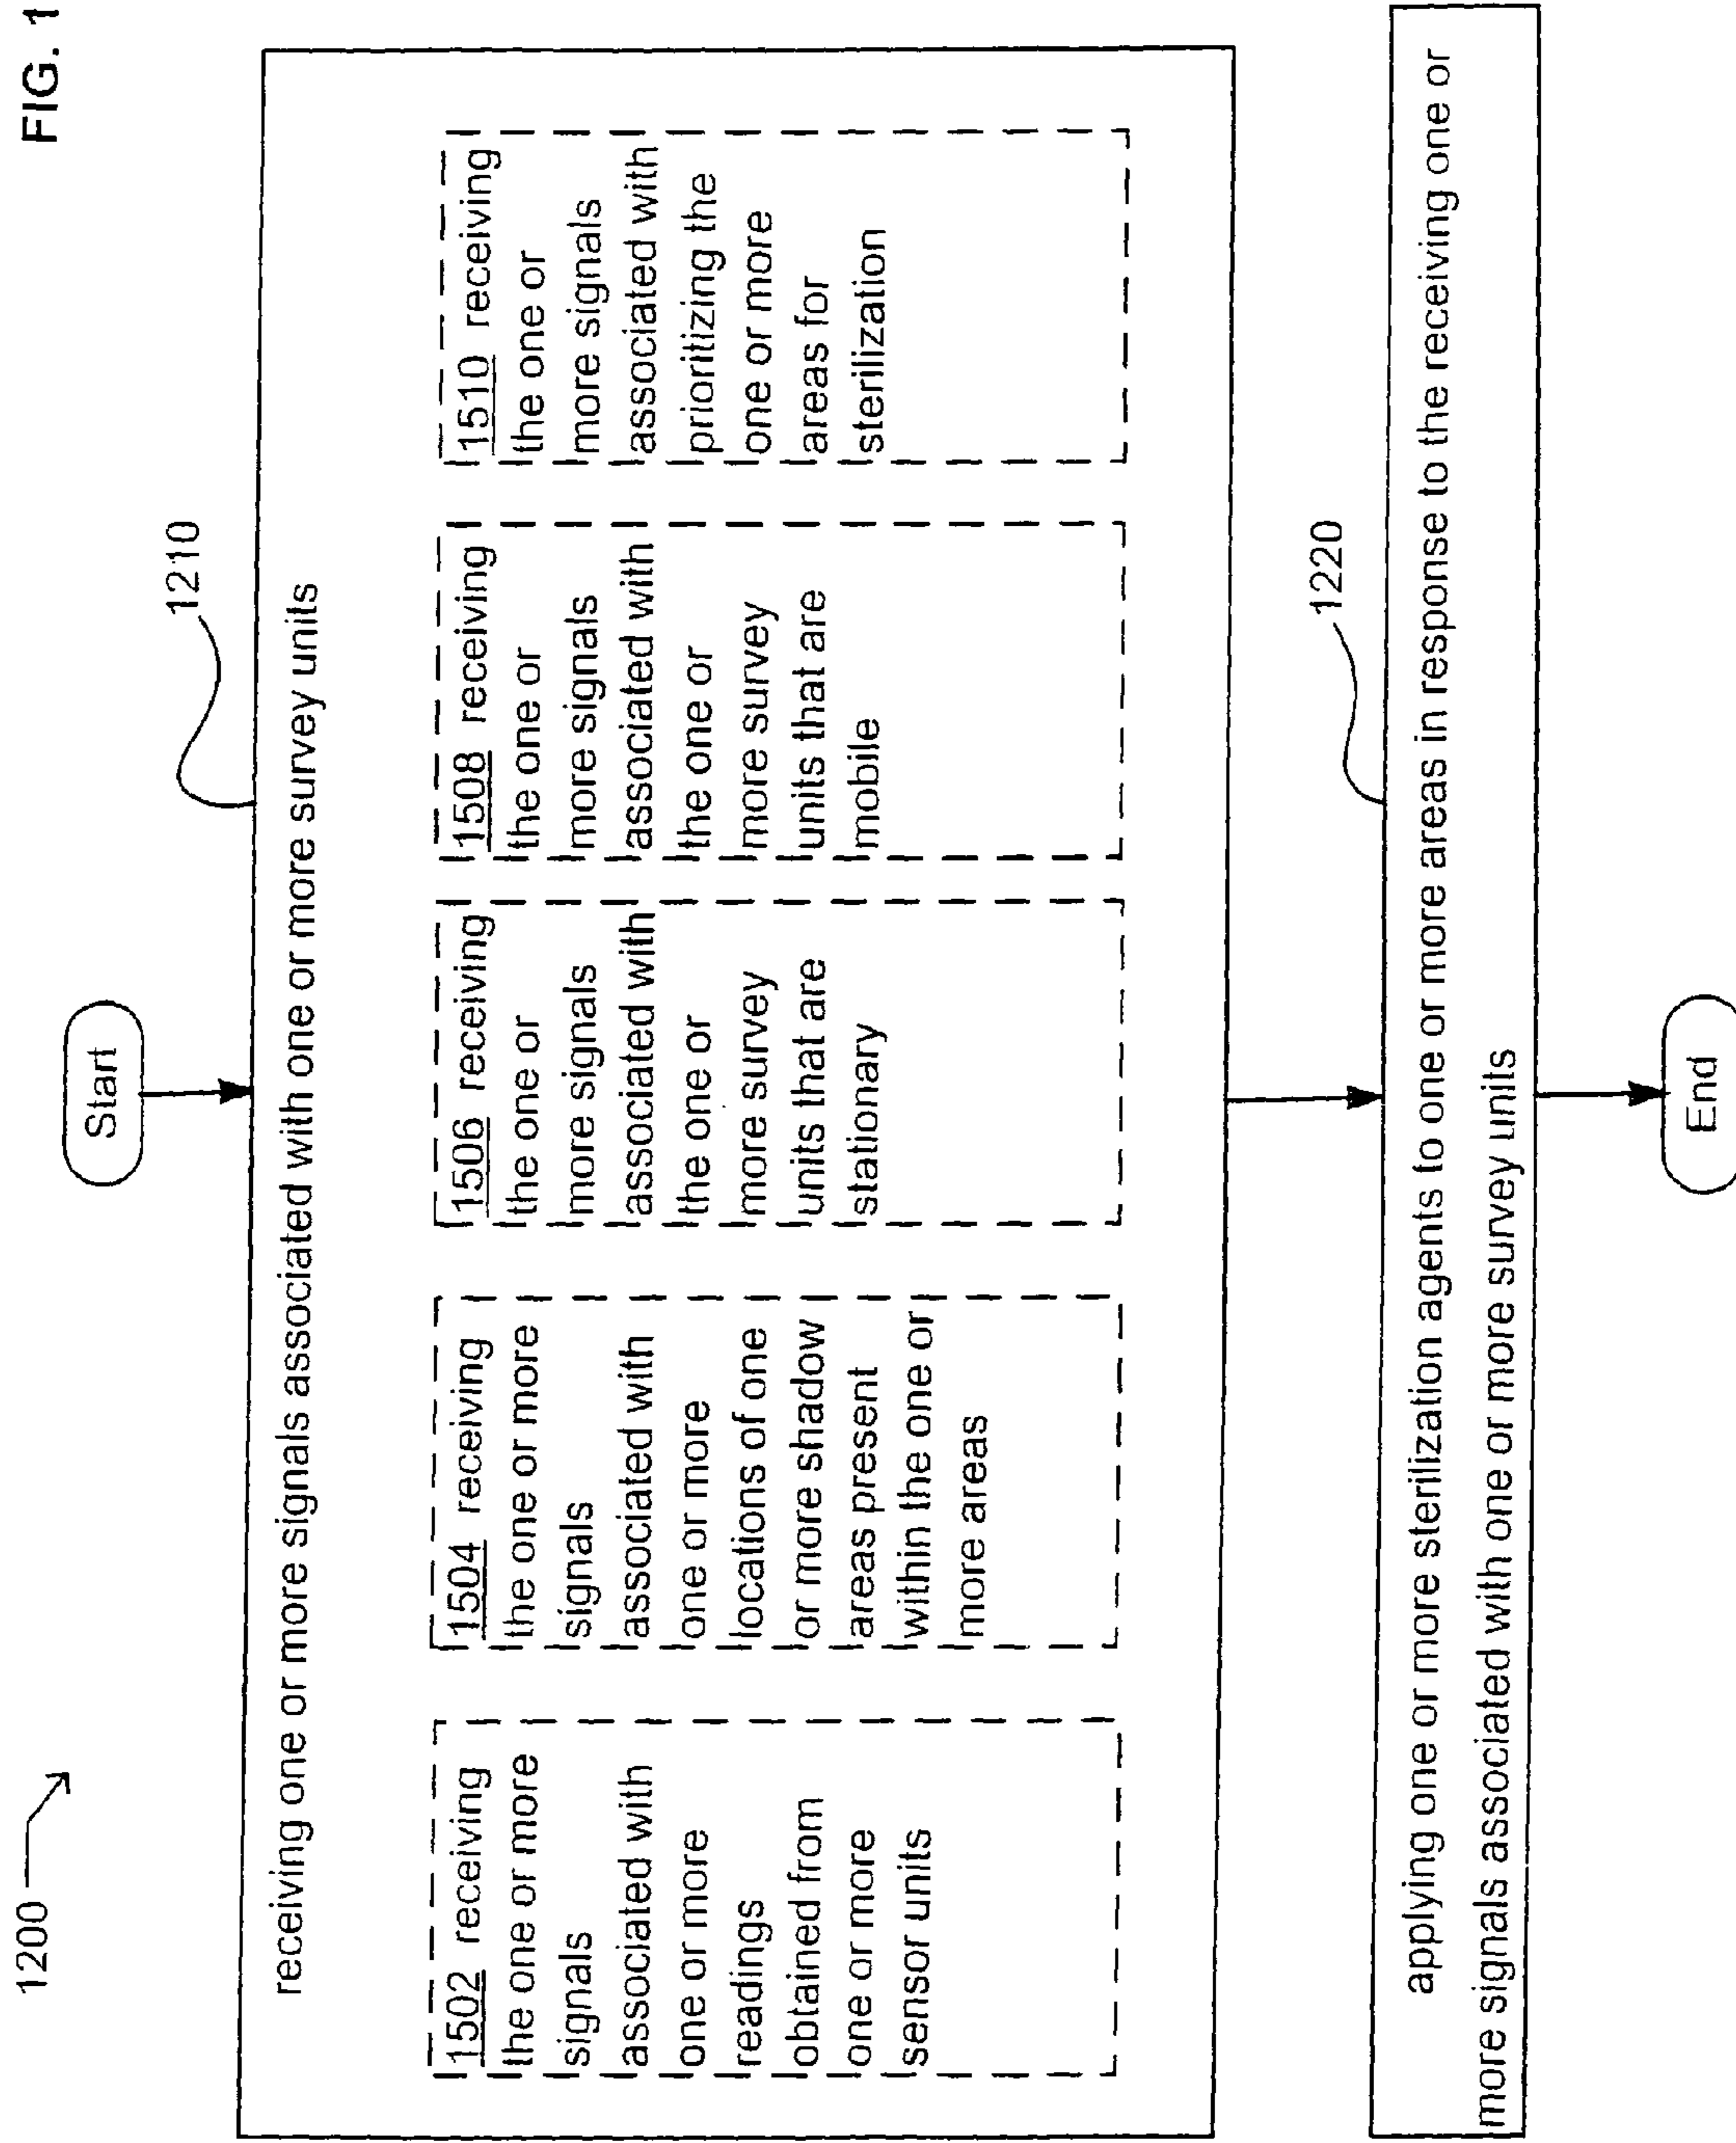 FIG. 1
1200
Start
1210
receiving one or more signals associated with one or more survey units
1502 receiving
the one or more
signals
associated with
one or more
readings
obtained from
one or more
sensor units
1504 receiving
the one or more
signals
associated with
one or more
locations of one
or more shadow
areas present
within the one or
more areas
1506 receiving
the one or
more signals
associated with
the one or
more survey
units that are
stationary
1508 receiving
the one or
more signals
associated with
the one or
more survey
units that are
mobile
1510 receiving
the one or
more signals
associated with
prioritizing the
one or more
areas for
sterilization
1220
applying one or more sterilization agents to one or more areas in response to the receiving one or
more signals associated with one or more survey units
End